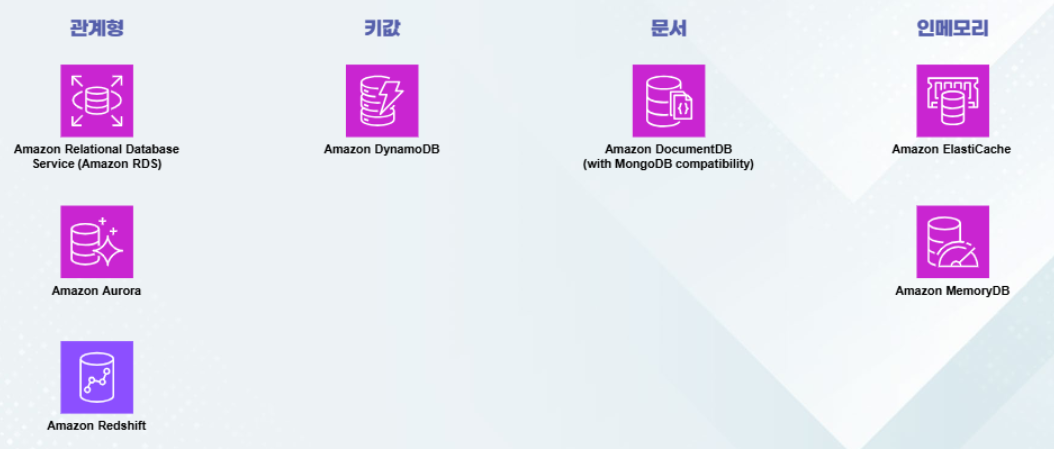 관계형
키값
문서
인메모리
Amazon Relational Database
Service (Amazon RDS)
Amazon DynamoDB
Amazon DocumentDB
(with MongoDB compatibility)
Amazon ElastiCache
Amazon Aurora
Amazon MemoryDB
Amazon Redshift